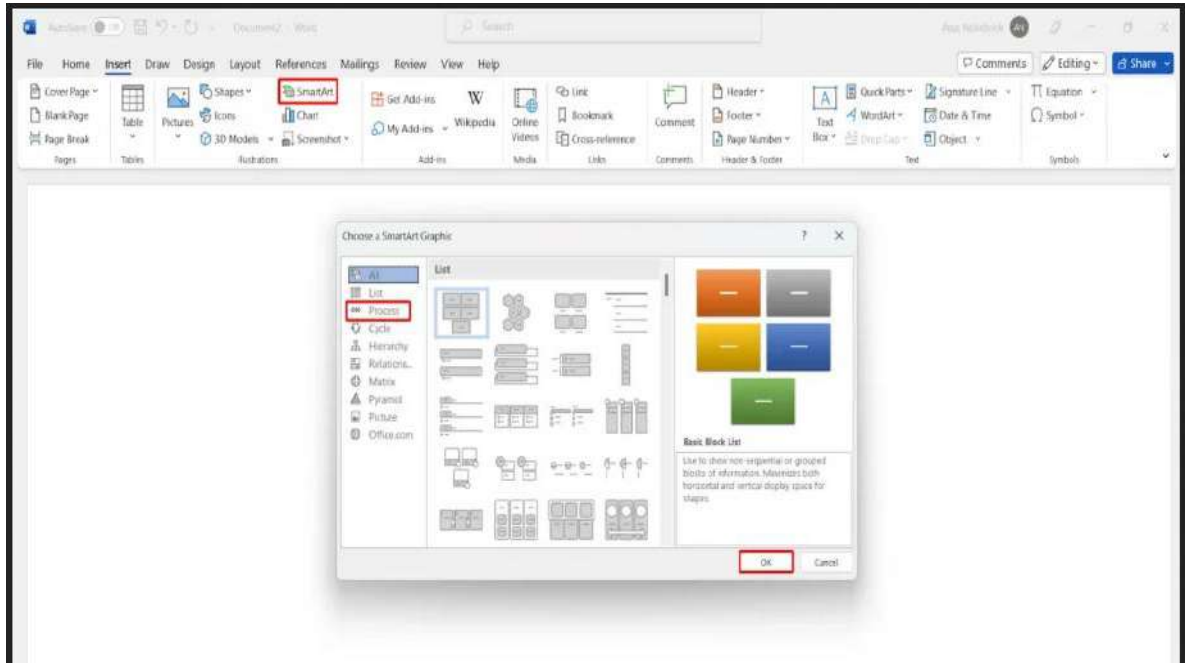 AutoSave
Document2 - Word
Search
File Home Insert Draw Design Layout References Mailings Review View Help
Comments Editing Share
Cover Page
Blank Page
Page Break
Pages
Table
Tables
Pictures
Shapes
Icons
3D Models
SmartArt
Chart
Screenshot
Illustrations
Get Add-ins
My Add-ins
W
Wikipedia
Add-ins
Online
Videos
Media
Link
Bookmark
Cross-reference
Links
Comment
Comments
Header
Footer
Page Number
Header & Footer
A
Text
Box
Quick Parts
WordArt
Drop Cap
Signature Line
Date & Time
Object
Text
Equation
Symbol
Symbols
Choose a SmartArt Graphic
?
All
List
Process
Cycle
Hierarchy
Relations...
Matrix
Pyramid
Picture
Office.com
List
Basic Block List
Use to show non-sequential or grouped
blocks of information. Maximizes both
horizontal and vertical display space for
shapes.
OK
Cancel